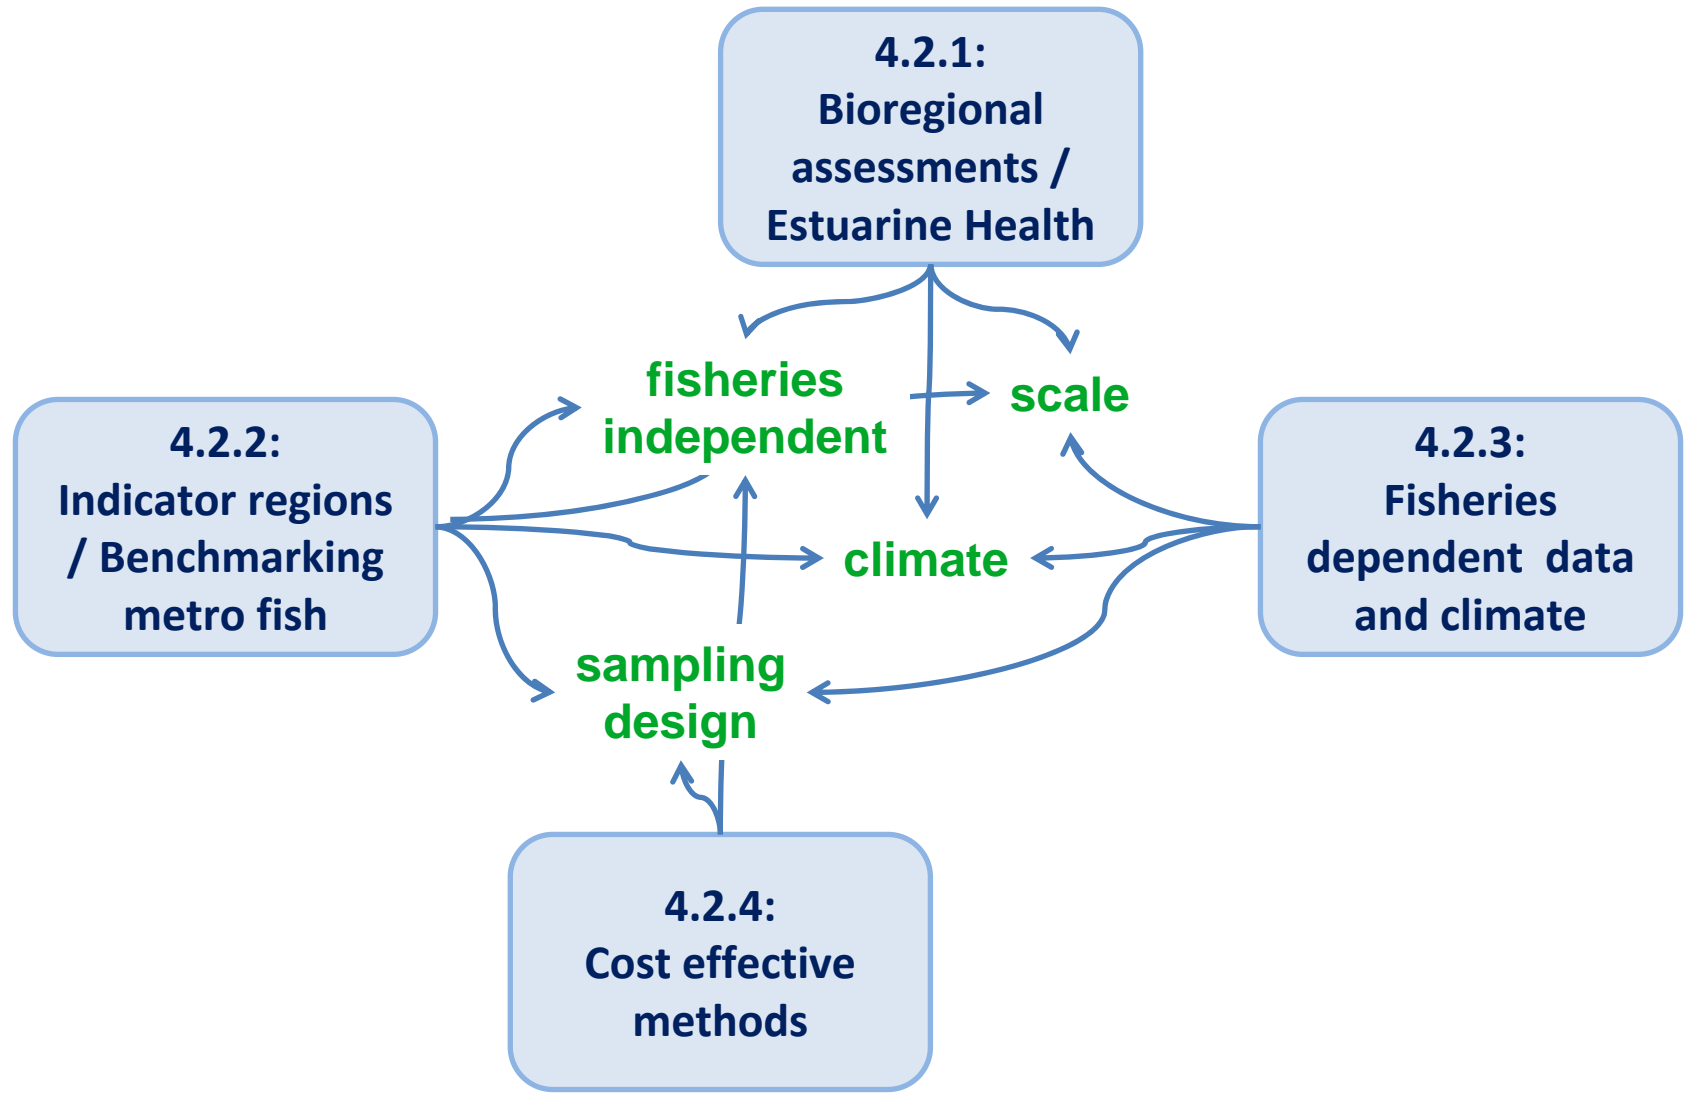 4.2.1:
Bioregional
assessments /
Estuarine Health
fisheries
independent
scale
4.2.2:
Indicator regions
/ Benchmarking
metro fish
4.2.3:
Fisheries
dependent  data
and climate
climate
sampling
design
4.2.4:
Cost effective
methods